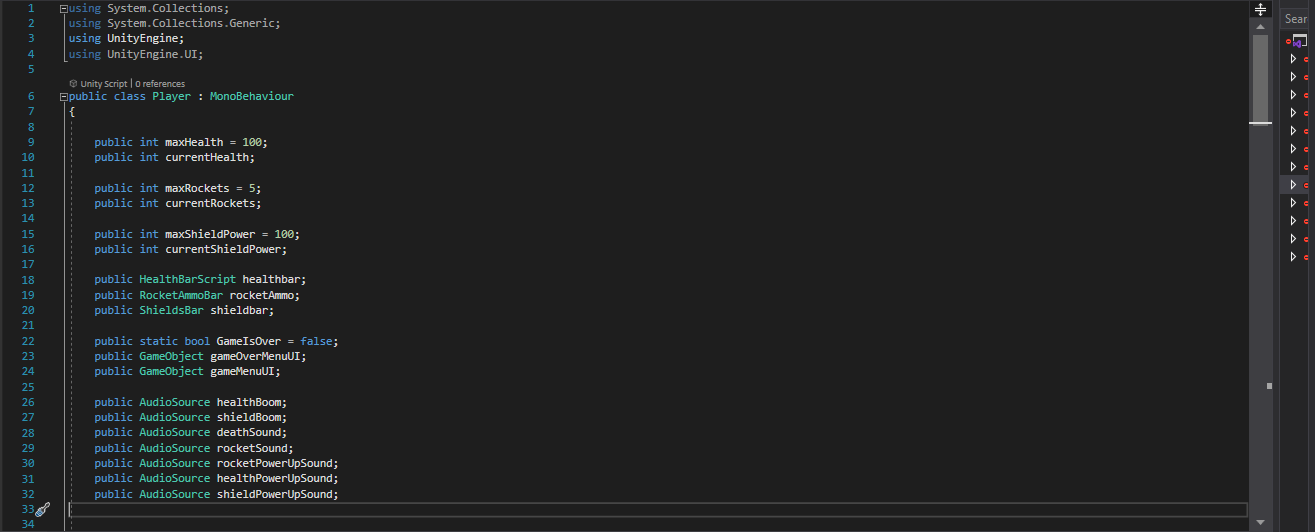 1 using System.Collections;
2 using System.Collections.Generic;
3 using UnityEngine;
4 using UnityEngine.UI;
5
Unity Script | 0 references
6 public class Player : MonoBehaviour
7 {
8
9 public int maxHealth = 100;
10 public int currentHealth;
11
12 public int maxRockets = 5;
13 public int currentRockets;
14
15 public int maxShieldPower = 100;
16 public int currentShieldPower;
17
18 public HealthBarScript healthbar;
19 public RocketAmmoBar rocketAmmo;
20 public ShieldsBar shieldbar;
21
22 public static bool GameIsOver = false;
23 public GameObject gameOverMenuUI;
24 public GameObject gameMenuUI;
25
26 public AudioSource healthBoom;
27 public AudioSource shieldBoom;
28 public AudioSource deathSound;
29 public AudioSource rocketSound;
30 public AudioSource rocketPowerUpSound;
31 public AudioSource healthPowerUpSound;
32 public AudioSource shieldPowerUpSound;
33
34
Sear